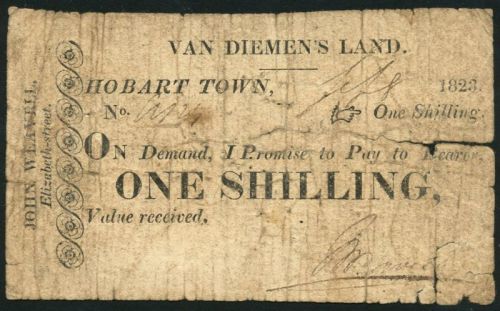 VAN DIEMEN'S LAND.
HOBART TOWN, 1823.
No. One Shilling.
ON Demand, I Promise to Pay to Bearer
ONE SHILLING,
Value received,
JOHN
Elizabeth-street.